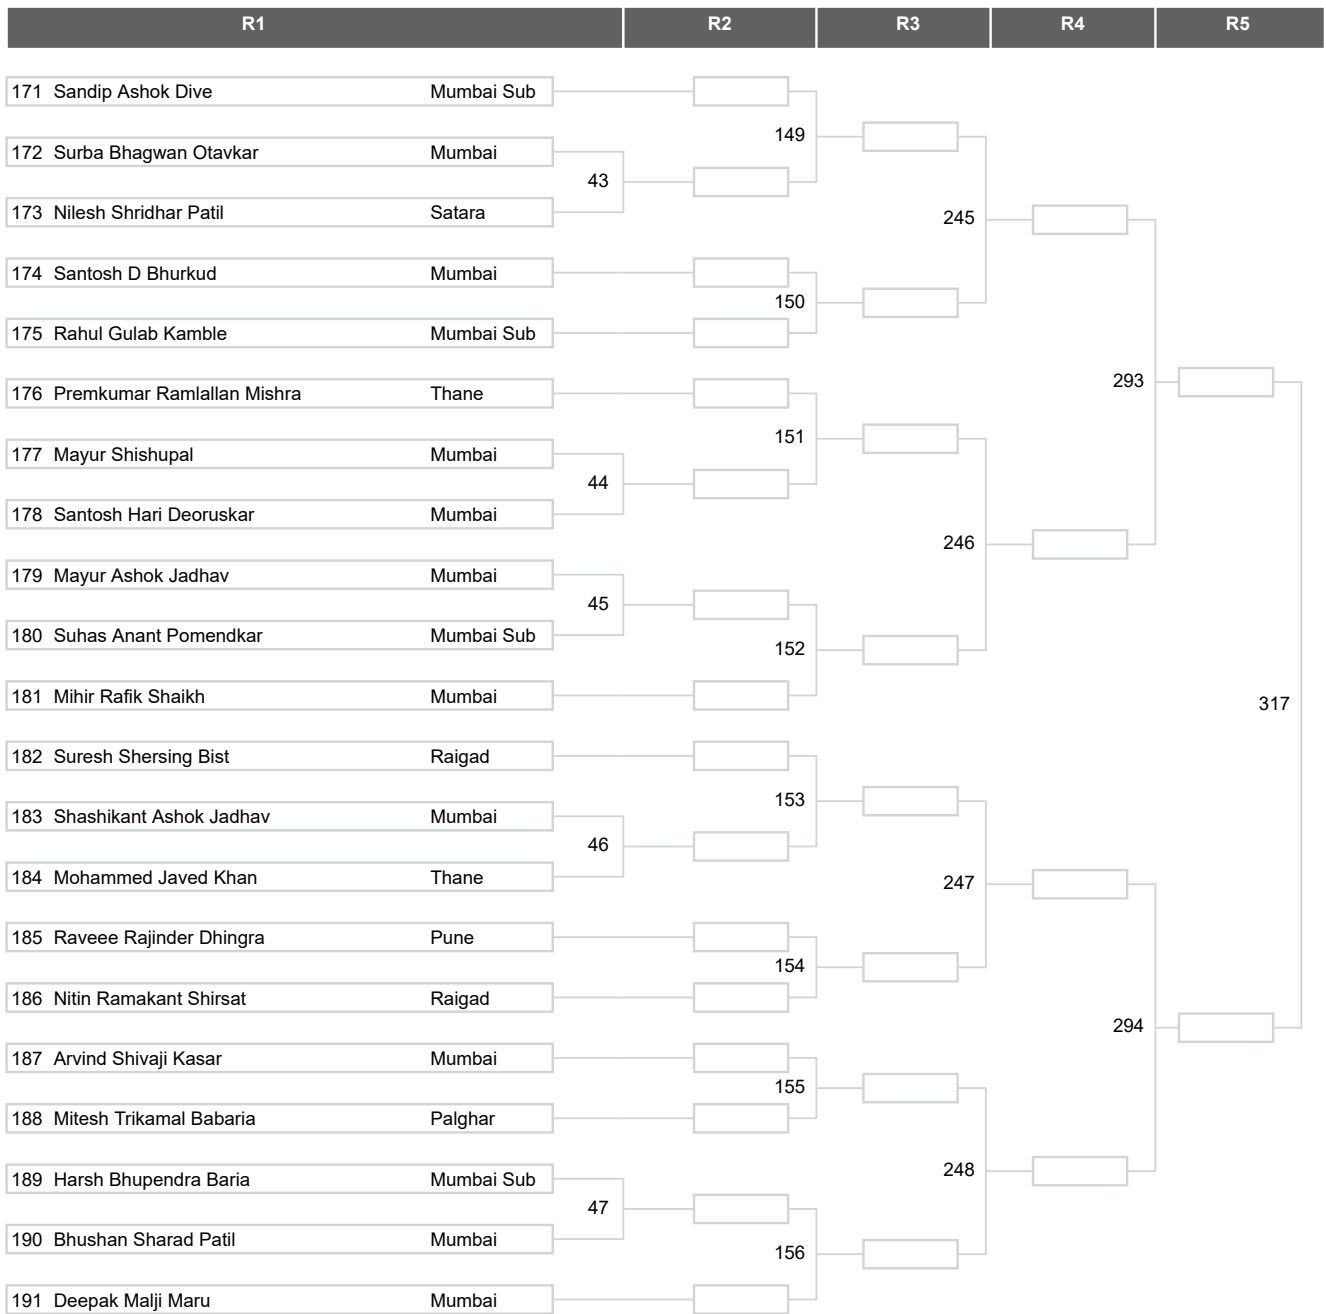 R1 R2 R3 R4 R5
171 Sandip Ashok Dive Mumbai Sub
149
172 Surba Bhagwan Otavkar Mumbai
43
173 Nilesh Shridhar Patil Satara
245
174 Santosh D Bhurkud Mumbai
150
175 Rahul Gulab Kamble Mumbai Sub
293
176 Premkumar Ramlallan Mishra Thane
151
177 Mayur Shishupal Mumbai
44
178 Santosh Hari Deoruskar Mumbai
246
179 Mayur Ashok Jadhav Mumbai
45
180 Suhas Anant Pomendkar Mumbai Sub
152
181 Mihir Rafik Shaikh Mumbai
317
182 Suresh Shersing Bist Raigad
153
183 Shashikant Ashok Jadhav Mumbai
46
184 Mohammed Javed Khan Thane
247
185 Raveee Rajinder Dhingra Pune
154
186 Nitin Ramakant Shirsat Raigad
294
187 Arvind Shivaji Kasar Mumbai
155
188 Mitesh Trikamal Babaria Palghar
248
189 Harsh Bhupendra Baria Mumbai Sub
47
190 Bhushan Sharad Patil Mumbai
156
191 Deepak Malji Maru Mumbai